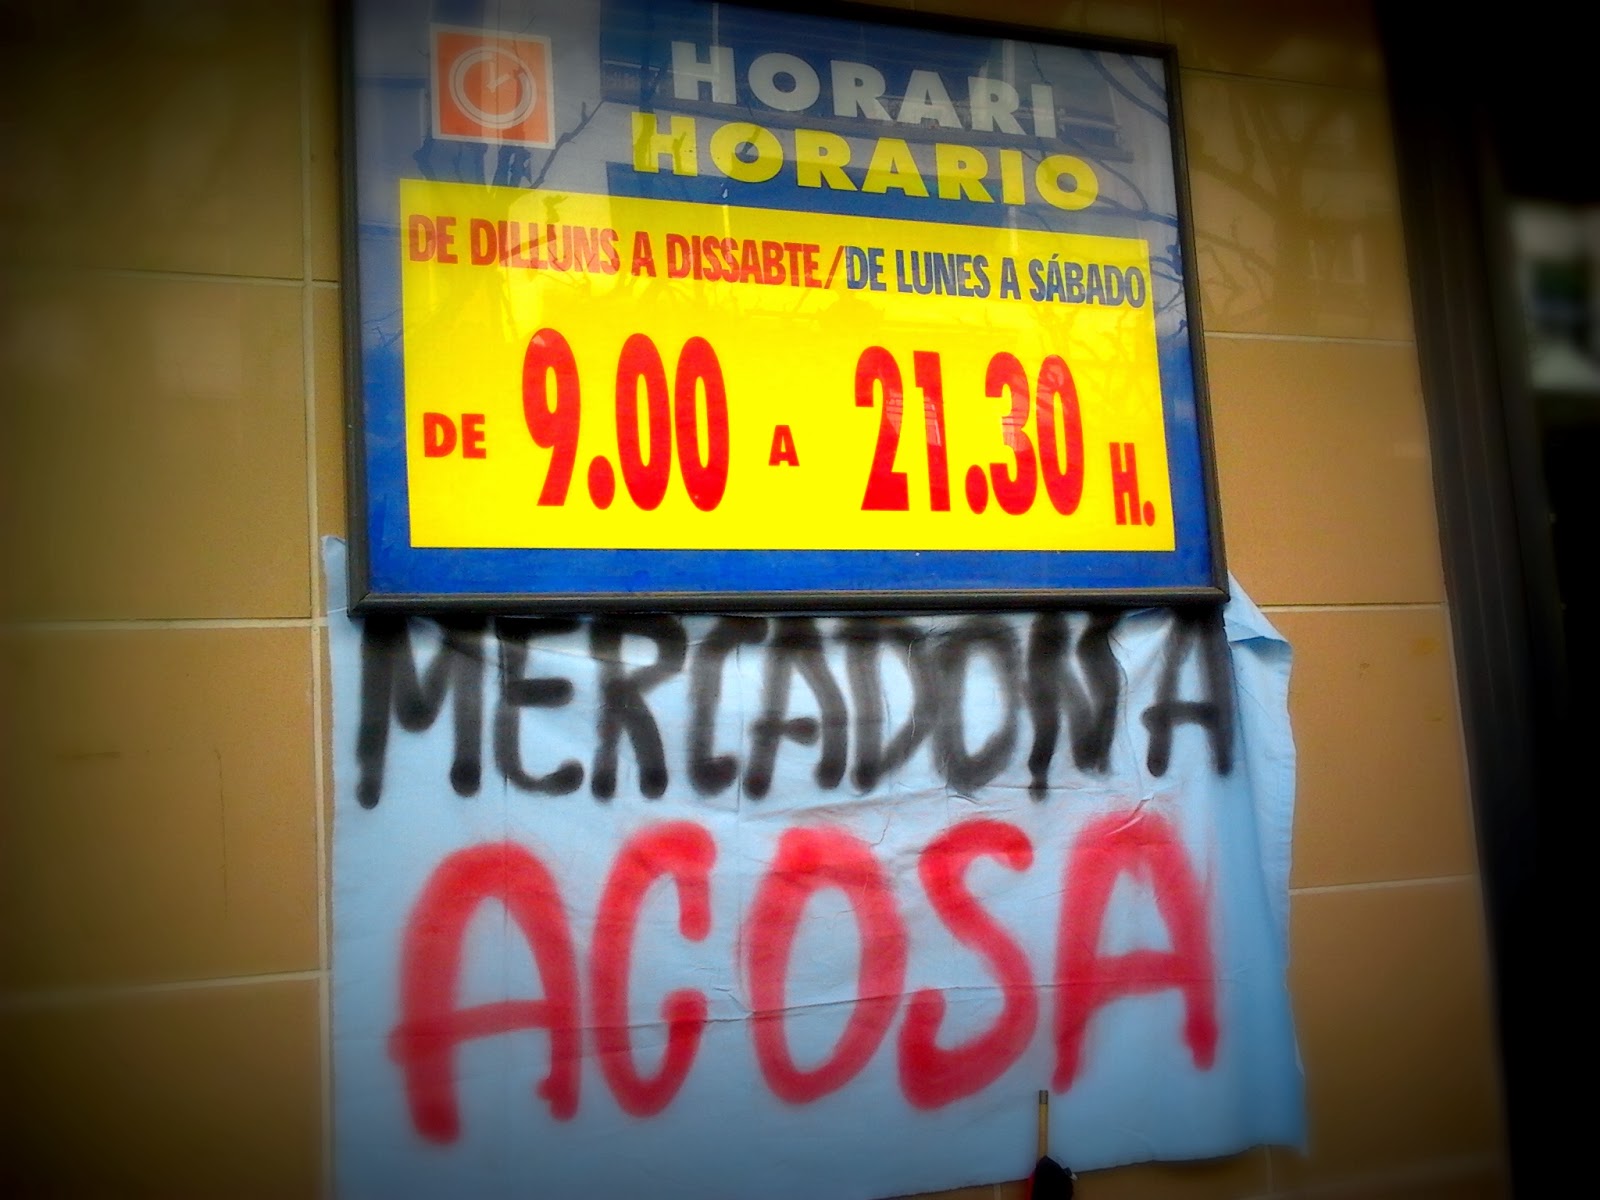 HORARI
HORARIO
DE DILLUNS A DISSABTE/DE LUNES A SÁBADO
DE 9.00 A 21.30 H.
MERCADONA
ACOSA